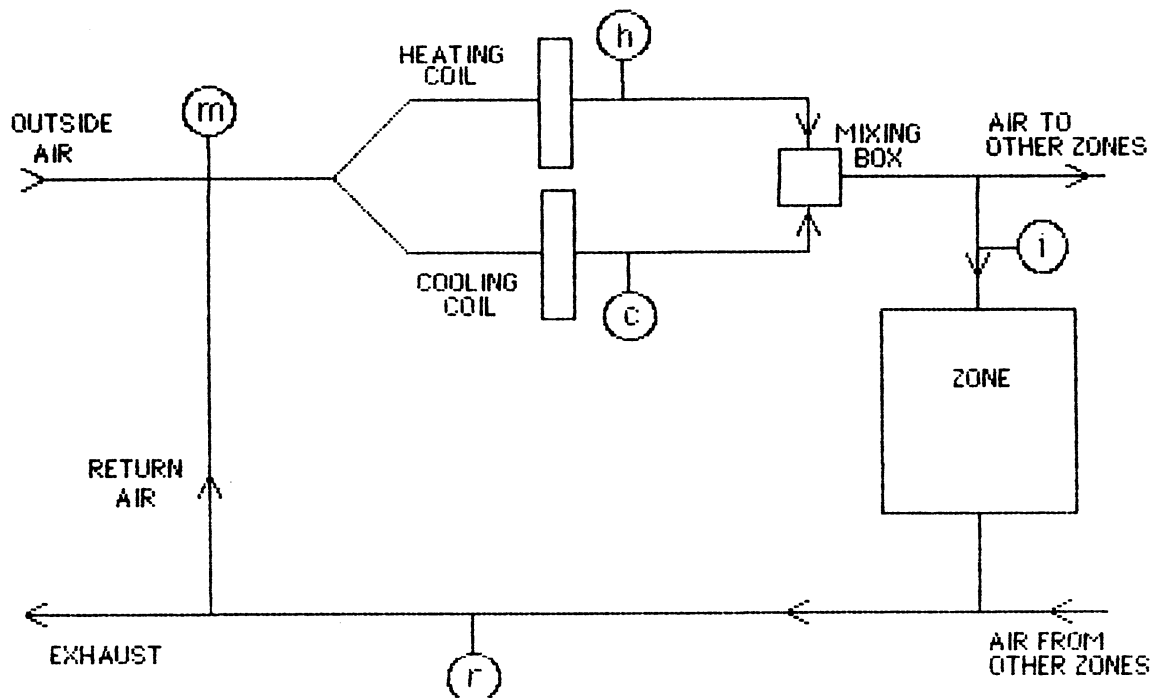 h
HEATING
COIL
m
OUTSIDE
AIR
MIXING
BOX
AIR TO
OTHER ZONES
i
COOLING
COIL
c
ZONE
RETURN
AIR
EXHAUST
r
AIR FROM
OTHER ZONES